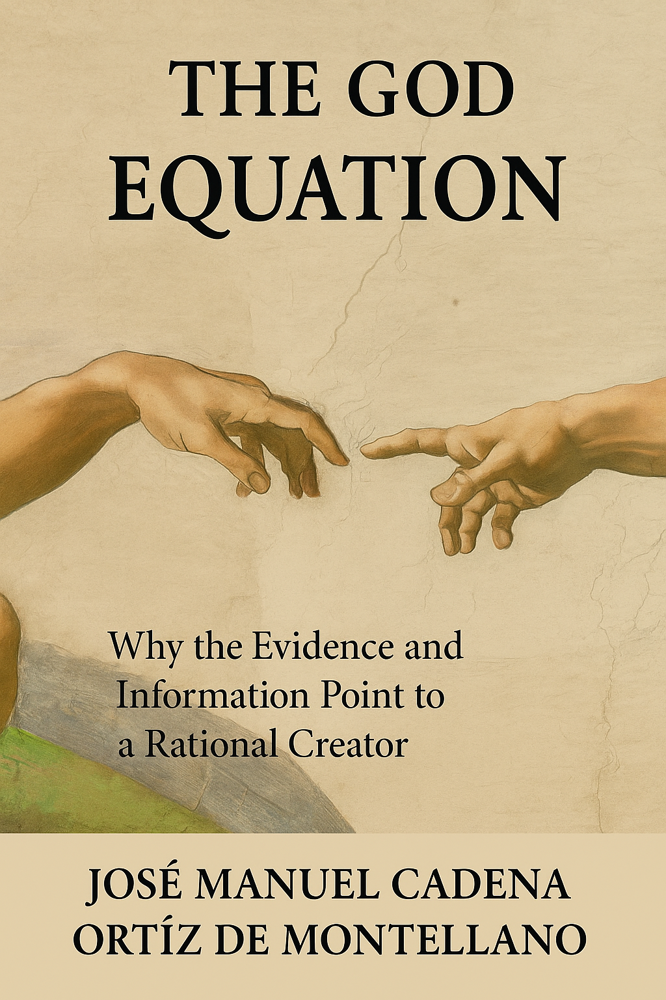 THE GOD
EQUATION
Why the Evidence and
Information Point to
a Rational Creator
JOSÉ MANUEL CADENA
ORTÍZ DE MONTELLANO